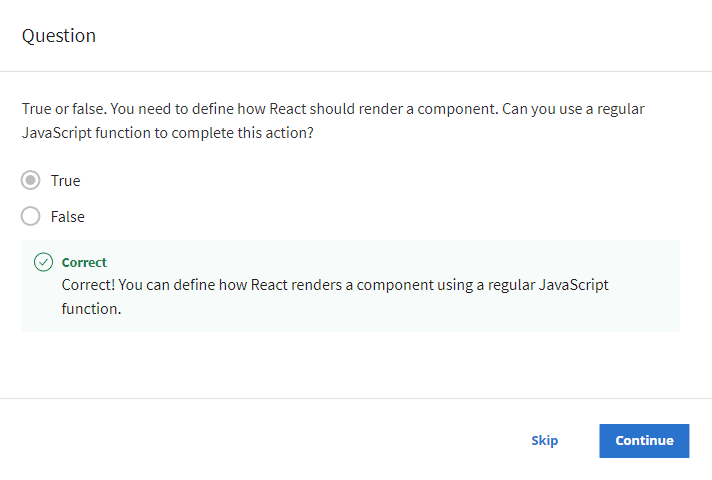 Question
True or false. You need to define how React should render a component. Can you use a regular
JavaScript function to complete this action?
True
False
Correct
Correct! You can define how React renders a component using a regular JavaScript
function.
Skip
Continue